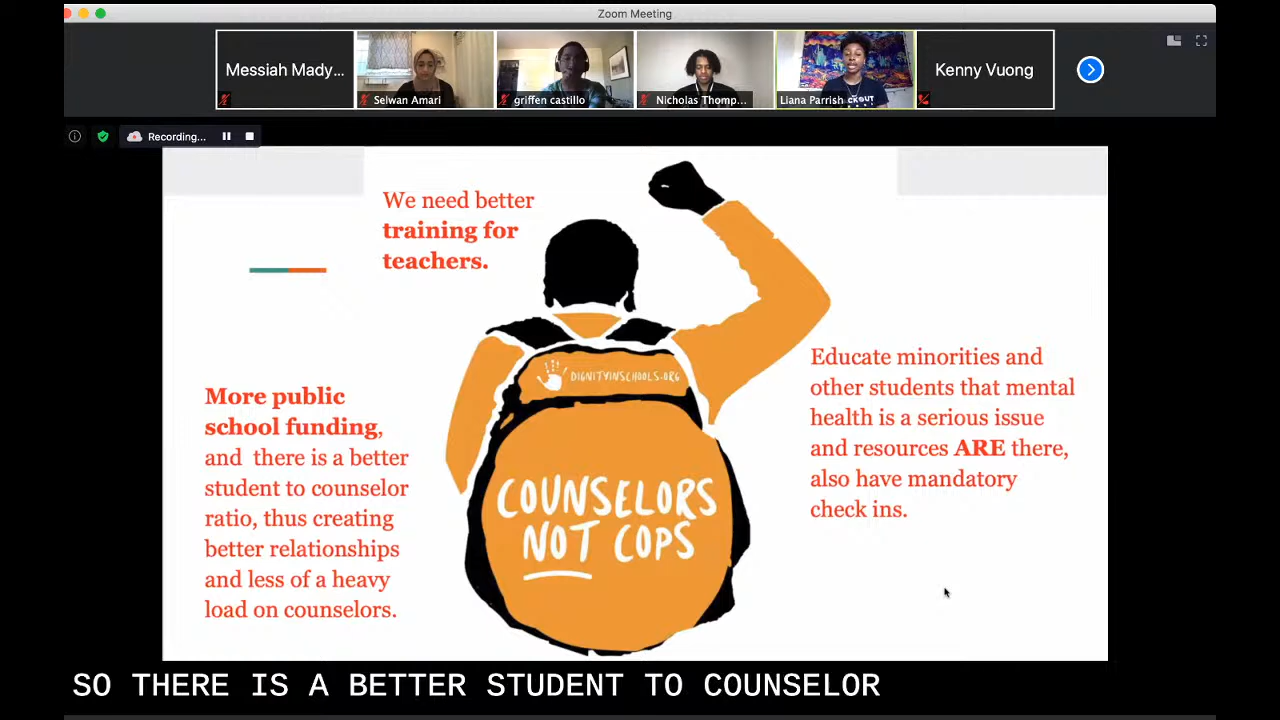 Zoom Meeting
Messiah Mady...
Selwan Amari
griffen castillo
Nicholas Thomp...
Liana Parrish
CKOUT
Kenny Vuong
Recording...
We need better
training for
teachers.
DIGNITYINSCHOOLS.ORG
COUNSELORS
NOT COPS
More public
school funding,
and there is a better
student to counselor
ratio, thus creating
better relationships
and less of a heavy
load on counselors.
Educate minorities and
other students that mental
health is a serious issue
and resources ARE there,
also have mandatory
check ins.
SO THERE IS A BETTER STUDENT TO COUNSELOR